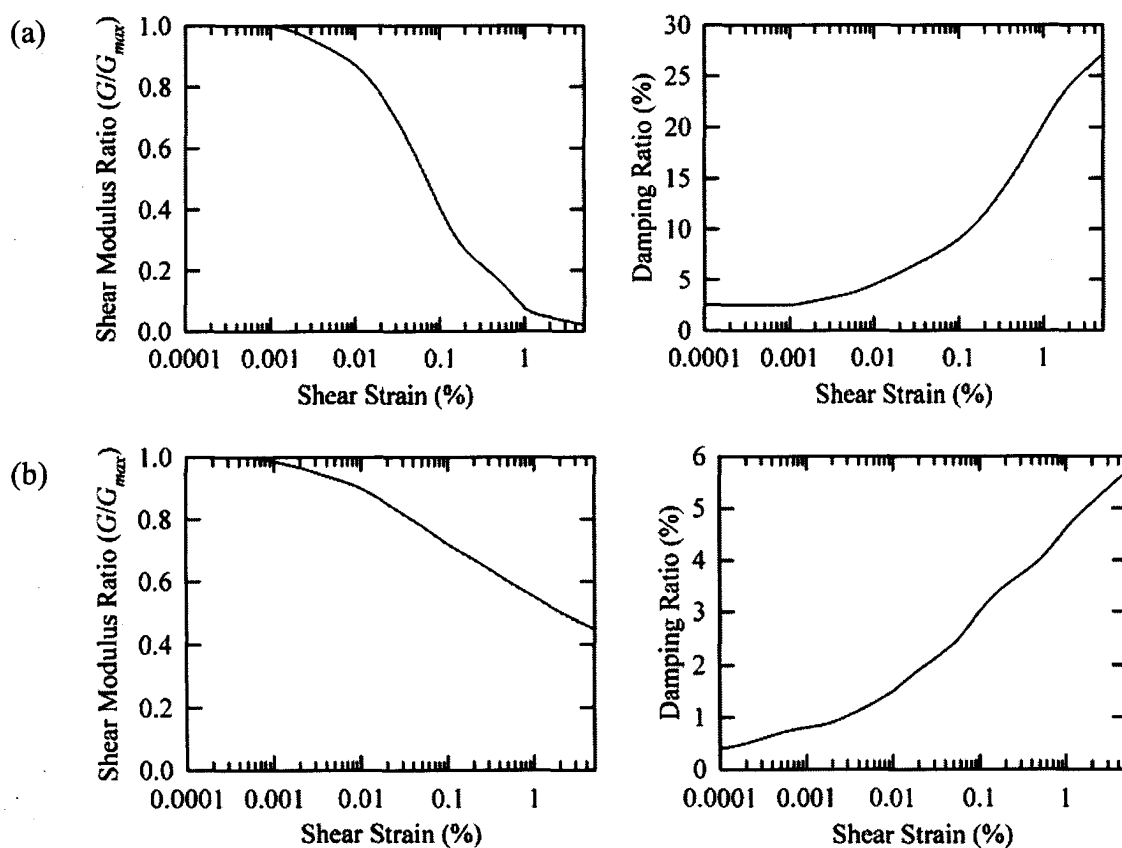 (a)
Shear Modulus Ratio (G/Gmax)
1.0
0.8
0.6
0.4
0.2
0.0
0.0001 0.001 0.01 0.1 1
Shear Strain (%)
Damping Ratio (%)
30
25
20
15
10
5
0
0.0001 0.001 0.01 0.1 1
Shear Strain (%)
(b)
Shear Modulus Ratio (G/Gmax)
1.0
0.8
0.6
0.4
0.2
0.0
0.0001 0.001 0.01 0.1 1
Shear Strain (%)
Damping Ratio (%)
6
5
4
3
2
1
0
0.0001 0.001 0.01 0.1 1
Shear Strain (%)